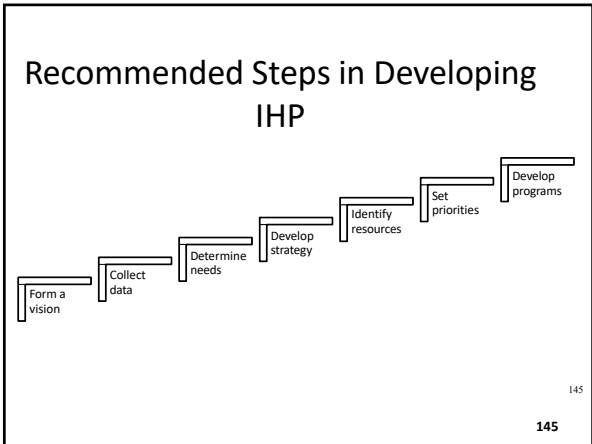 Recommended Steps in Developing
IHP
Form a
vision
Collect
data
Determine
needs
Develop
strategy
Identify
resources
Set
priorities
Develop
programs
145
145